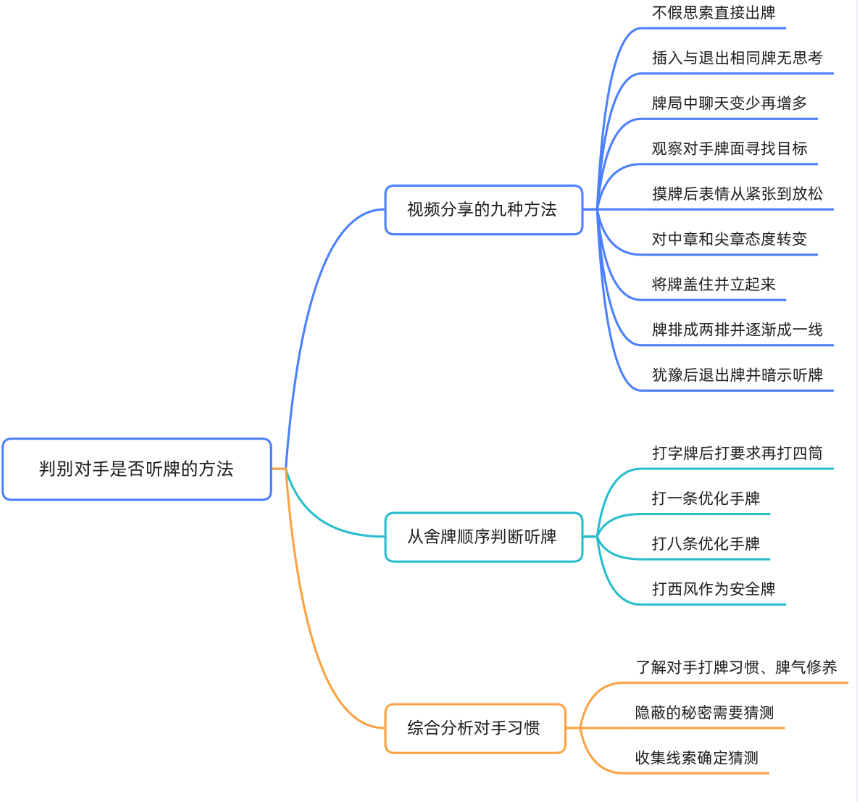 判别对手是否听牌的方法
视频分享的九种方法
不假思索直接出牌
插入与退出相同牌无思考
牌局中聊天变少再增多
观察对手牌面寻找目标
摸牌后表情从紧张到放松
对中章和尖章态度转变
将牌盖住并立起来
牌排成两排并逐渐成一线
犹豫后退出牌并暗示听牌
从舍牌顺序判断听牌
打字牌后打要求再打四筒
打一条优化手牌
打八条优化手牌
打西风作为安全牌
综合分析对手习惯
了解对手打牌习惯、脾气修养
隐蔽的秘密需要猜测
收集线索确定猜测